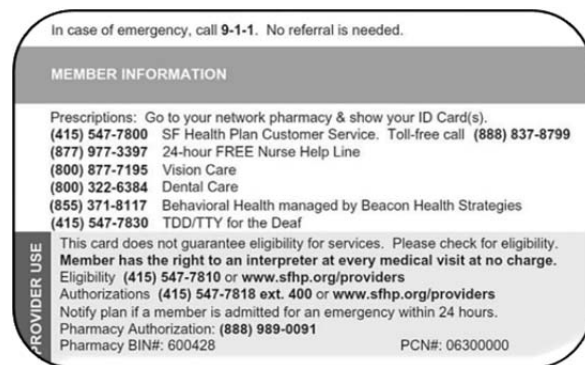 In case of emergency, call 9-1-1. No referral is needed.
MEMBER INFORMATION
Prescriptions: Go to your network pharmacy & show your ID Card(s).
(415) 547-7800 SF Health Plan Customer Service. Toll-free call (888) 837-8799
(877) 977-3397 24-hour FREE Nurse Help Line
(800) 877-7195 Vision Care
(800) 322-6384 Dental Care
(855) 371-8117 Behavioral Health managed by Beacon Health Strategies
(415) 547-7830 TDD/TTY for the Deaf
PROVIDER USE
This card does not guarantee eligibility for services. Please check for eligibility.
Member has the right to an interpreter at every medical visit at no charge.
Eligibility (415) 547-7810 or www.sfhp.org/providers
Authorizations (415) 547-7818 ext. 400 or www.sfhp.org/providers
Notify plan if a member is admitted for an emergency within 24 hours.
Pharmacy Authorization: (888) 989-0091
Pharmacy BIN#: 600428 PCN#: 06300000